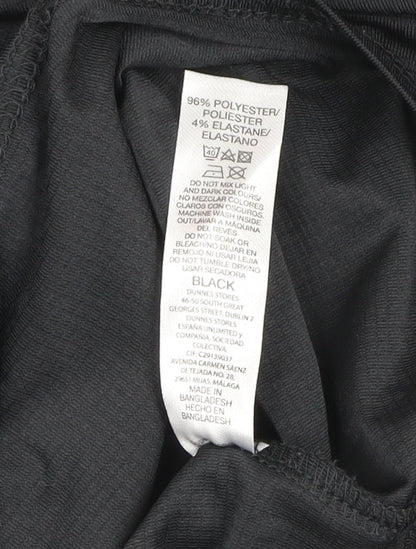 96% POLYESTER/
POLIESTER
4% ELASTANE/
ELASTANO
40
DO NOT MIX LIGHT
AND DARK COLOURS/
NO MEZCLAR COLORES
CLAROS CON OSCUROS.
MACHINE WASH INSIDE
OUT/LAVAR A MÁQUINA
DEL REVÉS
DO NOT SOAK OR
BLEACH/NO DEJAR EN
REMOJO NI USAR LEJIA
DO NOT TUMBLE DRY/NO
USAR SECADORA
BLACK
DUNNES STORES
46-50 SOUTH GREAT
GEORGES STREET, DUBLIN 2
DUNNES STORES
ESPAÑA UNLIMITED Y
COMPAÑIA, SOCIEDAD
COLECTIVA.
CIF: C29139037
AVENIDA CARMEN SÁENZ
DE TEJADA NO. 28,
29651 MIJAS. MÁLAGA
MADE IN
BANGLADESH
HECHO EN
BANGLADESH